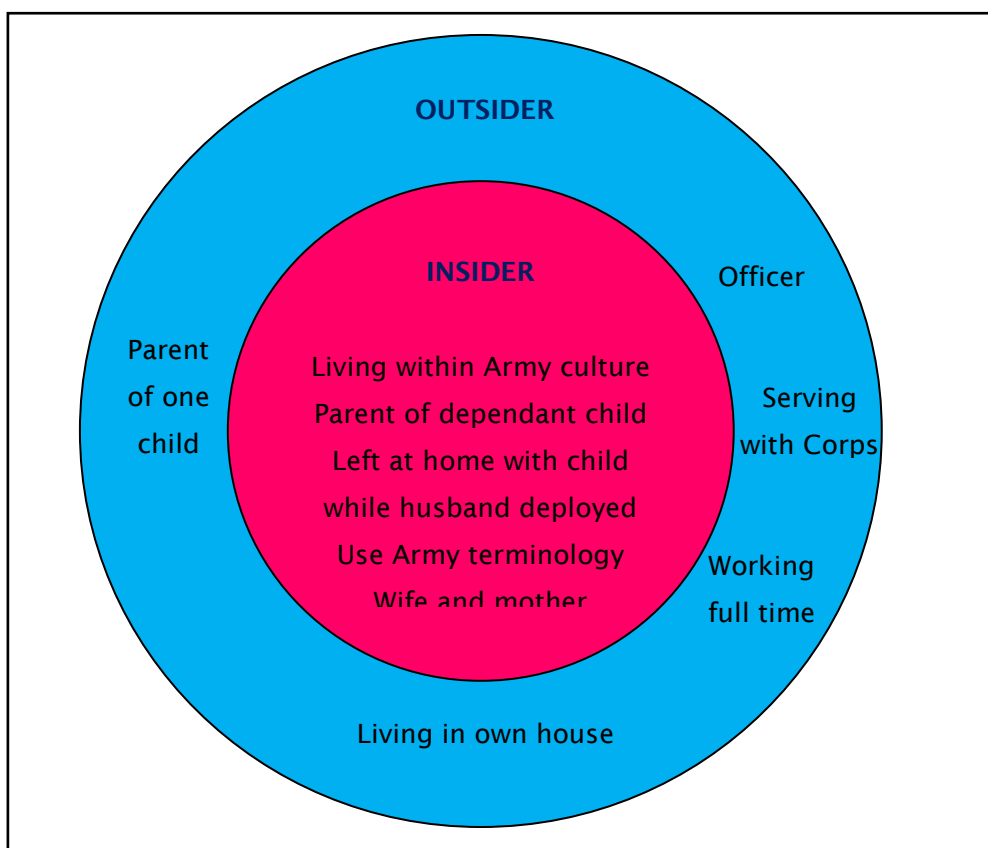 OUTSIDER
INSIDER
Living within Army culture
Parent of dependant child
Left at home with child
while husband deployed
Use Army terminology
Wife and mother
Parent
of one
child
Officer
Serving
with Corps
Working
full time
Living in own house